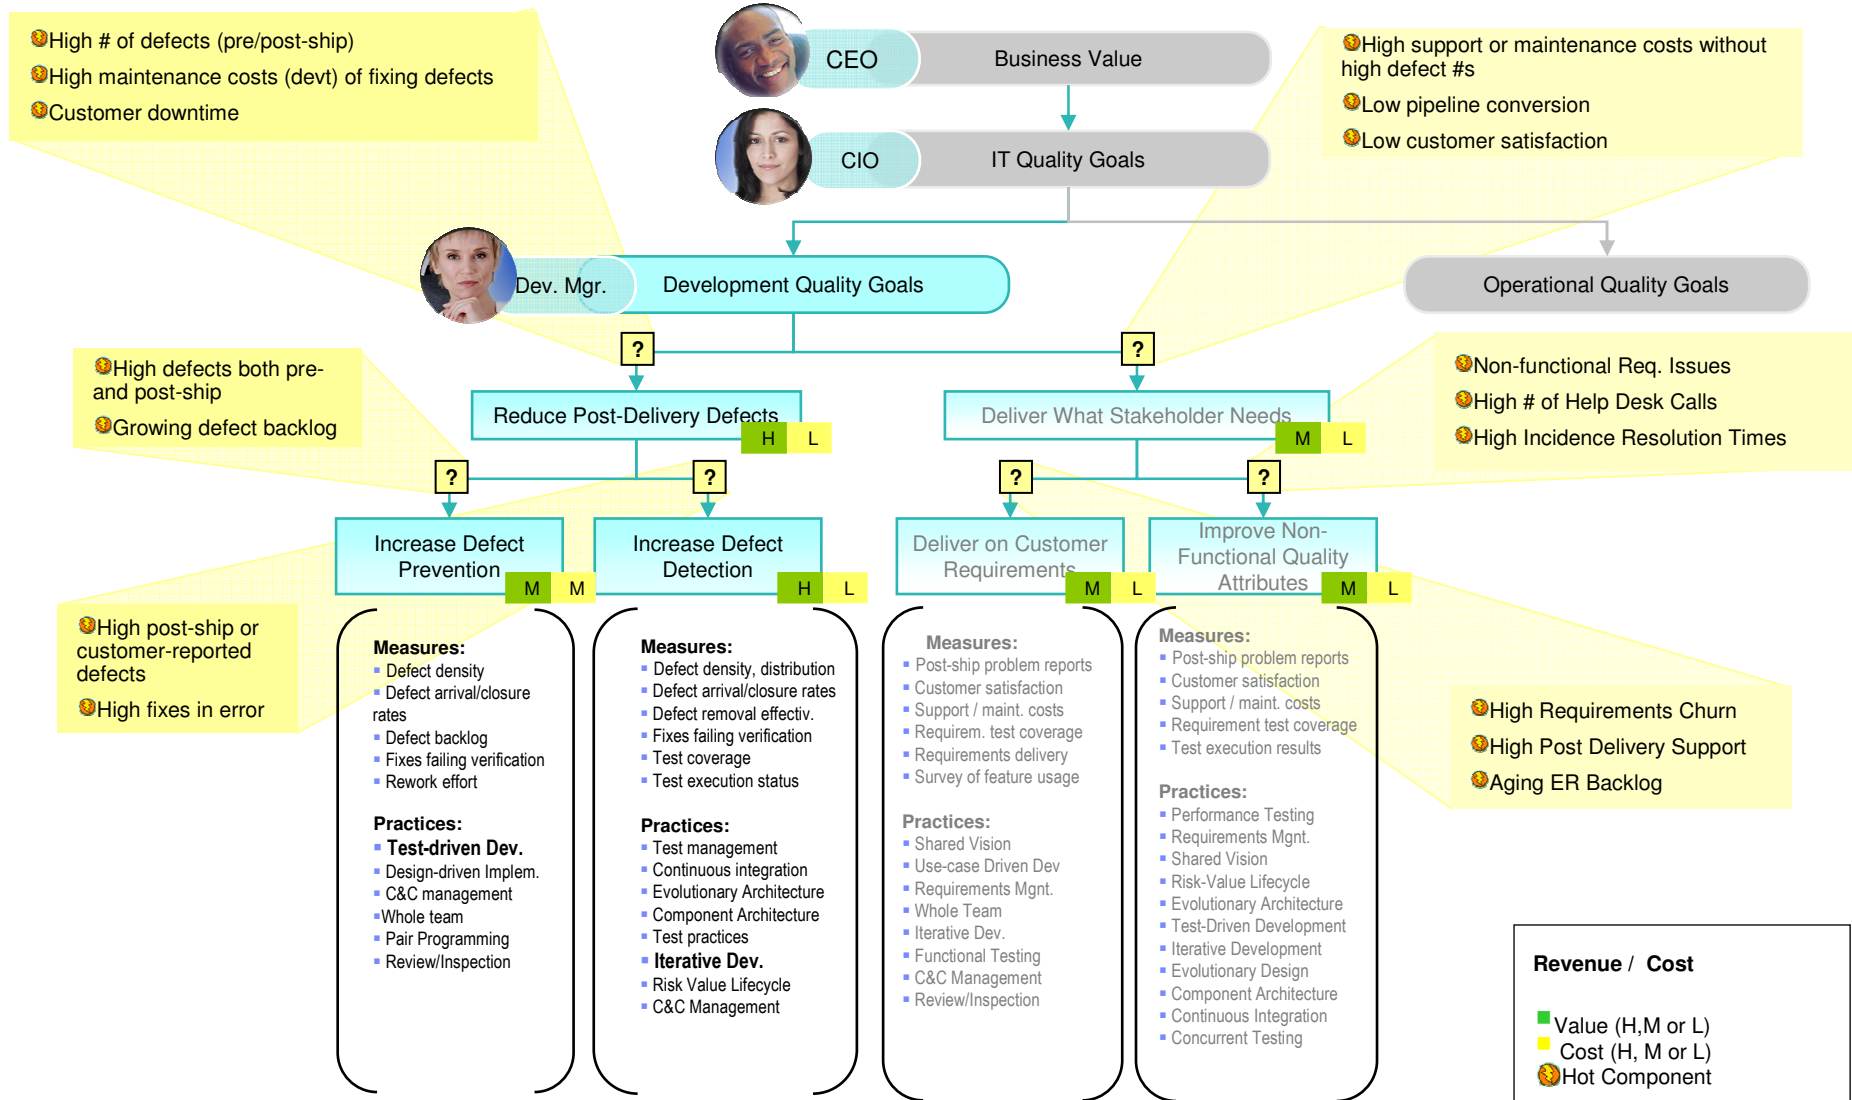 High # of defects (pre/post-ship)
High maintenance costs (devt) of fixing defects
Customer downtime
CEO
Business Value
High support or maintenance costs without
high defect #s
Low pipeline conversion
Low customer satisfaction
CIO
IT Quality Goals
Dev. Mgr.
Development Quality Goals
Operational Quality Goals
?
?
High defects both pre-
and post-ship
Growing defect backlog
Reduce Post-Delivery Defects
H L
Deliver What Stakeholder Needs
M L
Non-functional Req. Issues
High # of Help Desk Calls
High Incidence Resolution Times
?
?
?
?
Increase Defect
Prevention
M M
Increase Defect
Detection
H L
Deliver on Customer
Requirements
M L
Improve Non-
Functional Quality
Attributes
M L
High post-ship or
customer-reported
defects
High fixes in error
Measures:
Defect density
Defect arrival/closure
rates
Defect backlog
Fixes failing verification
Rework effort
Practices:
Test-driven Dev.
Design-driven Implem.
C&C management
Whole team
Pair Programming
Review/Inspection
Measures:
Defect density, distribution
Defect arrival/closure rates
Defect removal effectiv.
Fixes failing verification
Test coverage
Test execution status
Practices:
Test management
Continuous integration
Evolutionary Architecture
Component Architecture
Test practices
Iterative Dev.
Risk Value Lifecycle
C&C Management
Measures:
Post-ship problem reports
Customer satisfaction
Support / maint. costs
Requirem. test coverage
Requirements delivery
Survey of feature usage
Practices:
Shared Vision
Use-case Driven Dev
Requirements Mgnt.
Whole Team
Iterative Dev.
Functional Testing
C&C Management
Review/Inspection
Measures:
Post-ship problem reports
Customer satisfaction
Support / maint. costs
Requirement test coverage
Test execution results
Practices:
Performance Testing
Requirements Mgnt.
Shared Vision
Risk-Value Lifecycle
Evolutionary Architecture
Test-Driven Development
Iterative Development
Evolutionary Design
Component Architecture
Continuous Integration
Concurrent Testing
High Requirements Churn
High Post Delivery Support
Aging ER Backlog
Revenue / Cost
Value (H,M or L)
Cost (H, M or L)
Hot Component